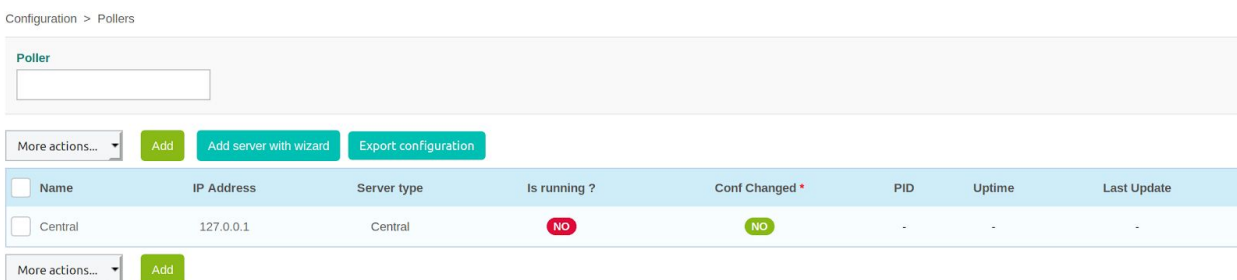 Configuration > Pollers
Poller
More actions... Add Add server with wizard Export configuration
Name IP Address Server type Is running ? Conf Changed * PID Uptime Last Update
Central 127.0.0.1 Central NO NO - - -
More actions... Add